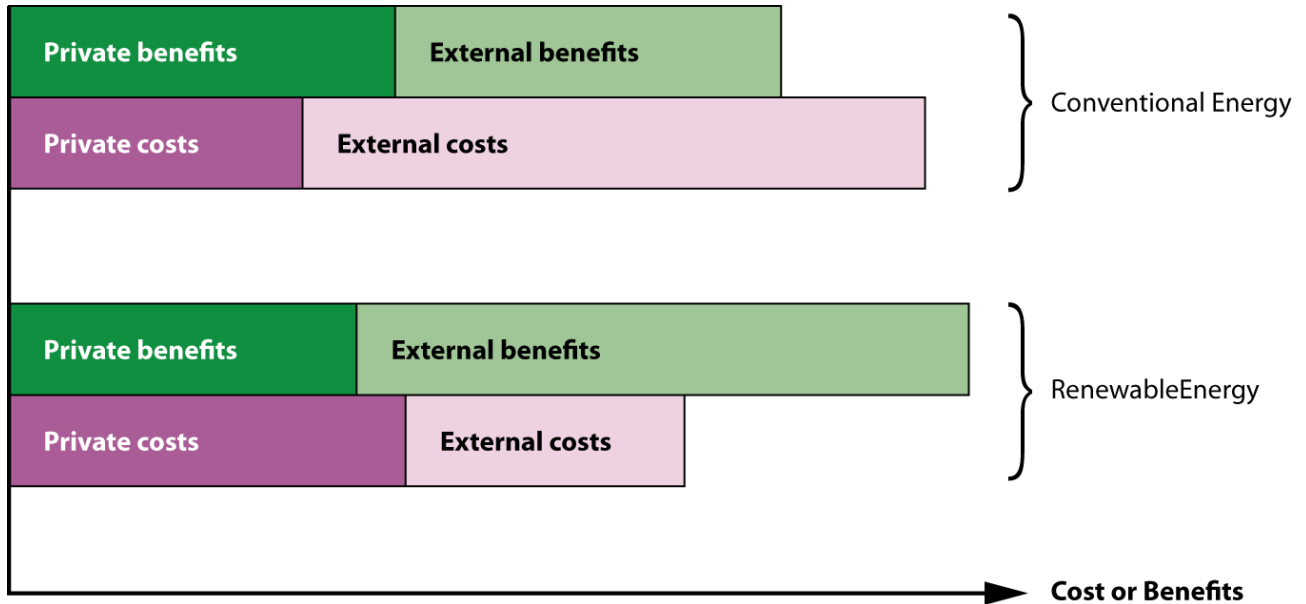 Private benefits
External benefits
Private costs
External costs
Conventional Energy
Private benefits
External benefits
Private costs
External costs
RenewableEnergy
Cost or Benefits